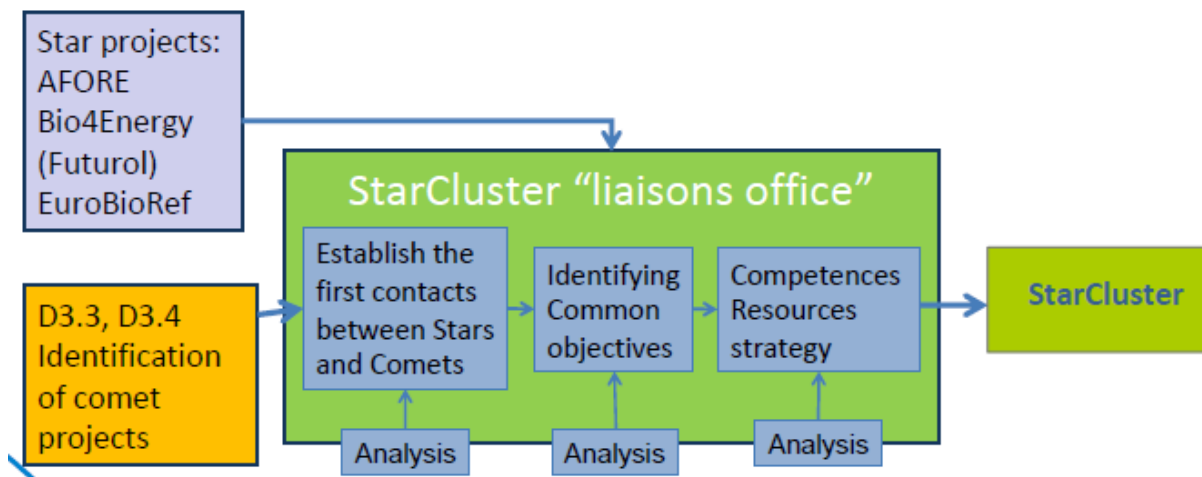 Star projects:
AFORE
Bio4Energy
(Futurol)
EuroBioRef
D3.3, D3.4
Identification
of comet
projects
StarCluster “liaisons office”
Establish the
first contacts
between Stars
and Comets
Identifying
Common
objectives
Competences
Resources
strategy
Analysis
Analysis
Analysis
StarCluster